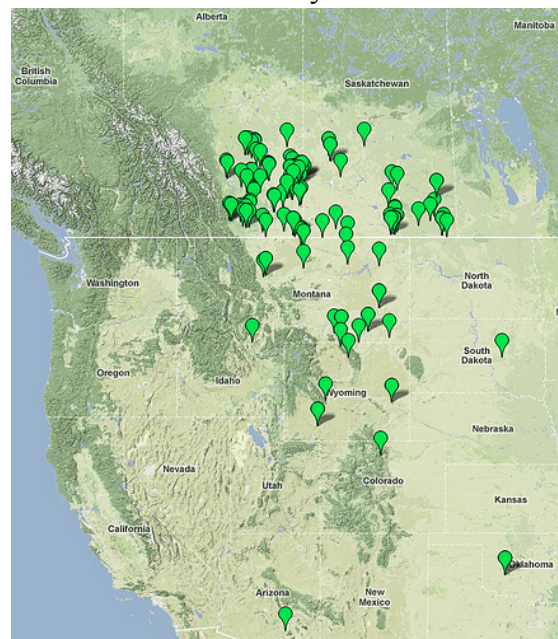 Alberta
Manitoba
British
Columbia
Saskatchewan
Washington
North
Dakota
Montana
Oregon
Idaho
South
Dakota
Wyoming
Nebraska
Nevada
Utah
Colorado
Kansas
California
Oklahoma
Arizona
New
Mexico